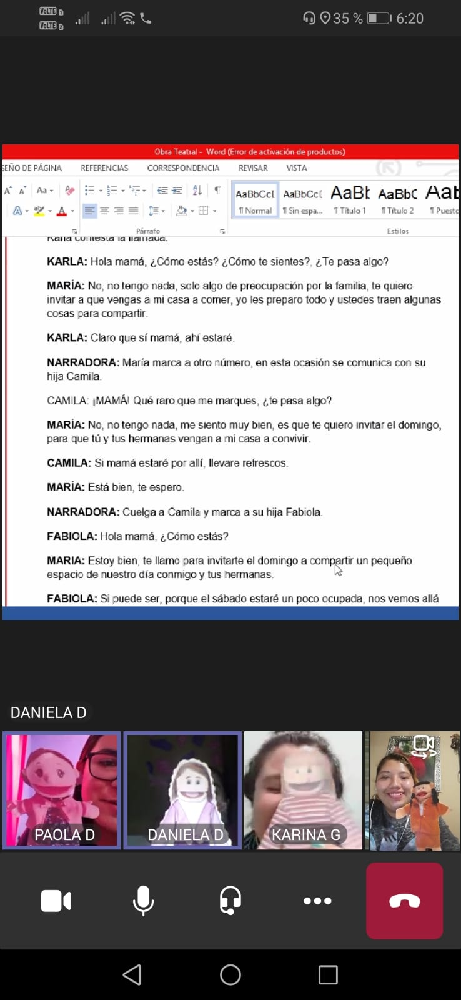 VoLTE 1
VoLTE 2
35 % 6:20
Obra Teatral - Word (Error de activación de productos)
SEÑO DE PÁGINA REFERENCIAS CORRESPONDENCIA REVISAR VISTA
A A Aa A
A aby A
AaBbCcD AaBbCcD AaBb AaBbC Aab
¶ Normal ¶ Sin espa... ¶ Título 1 ¶ Título 2 ¶ Puesto
Párrafo Estilos
Karla contesta la llamada.
KARLA: Hola mamá, ¿Cómo estás? ¿Cómo te sientes?, ¿Te pasa algo?
MARÍA: No, no tengo nada, solo algo de preocupación por la familia, te quiero
invitar a que vengas a mi casa a comer, yo les preparo todo y ustedes traen algunas
cosas para compartir.
KARLA: Claro que sí mamá, ahí estaré.
NARRADORA: María marca a otro número, en esta ocasión se comunica con su
hija Camila.
CAMILA: ¡MAMÁ! Qué raro que me marques, ¿te pasa algo?
MARÍA: No, no tengo nada, me siento muy bien, es que te quiero invitar el domingo,
para que tú y tus hermanas vengan a mi casa a convivir.
CAMILA: Si mamá estaré por allí, llevare refrescos.
MARÍA: Está bien, te espero.
NARRADORA: Cuelga a Camila y marca a su hija Fabiola.
FABIOLA: Hola mamá, ¿Cómo estás?
MARIA: Estoy bien, te llamo para invitarte el domingo a compartir un pequeño
espacio de nuestro día conmigo y tus hermanas.
FABIOLA: Si puede ser, porque el sábado estaré un poco ocupada, nos vemos allá
DANIELA D
PAOLA D DANIELA D KARINA G